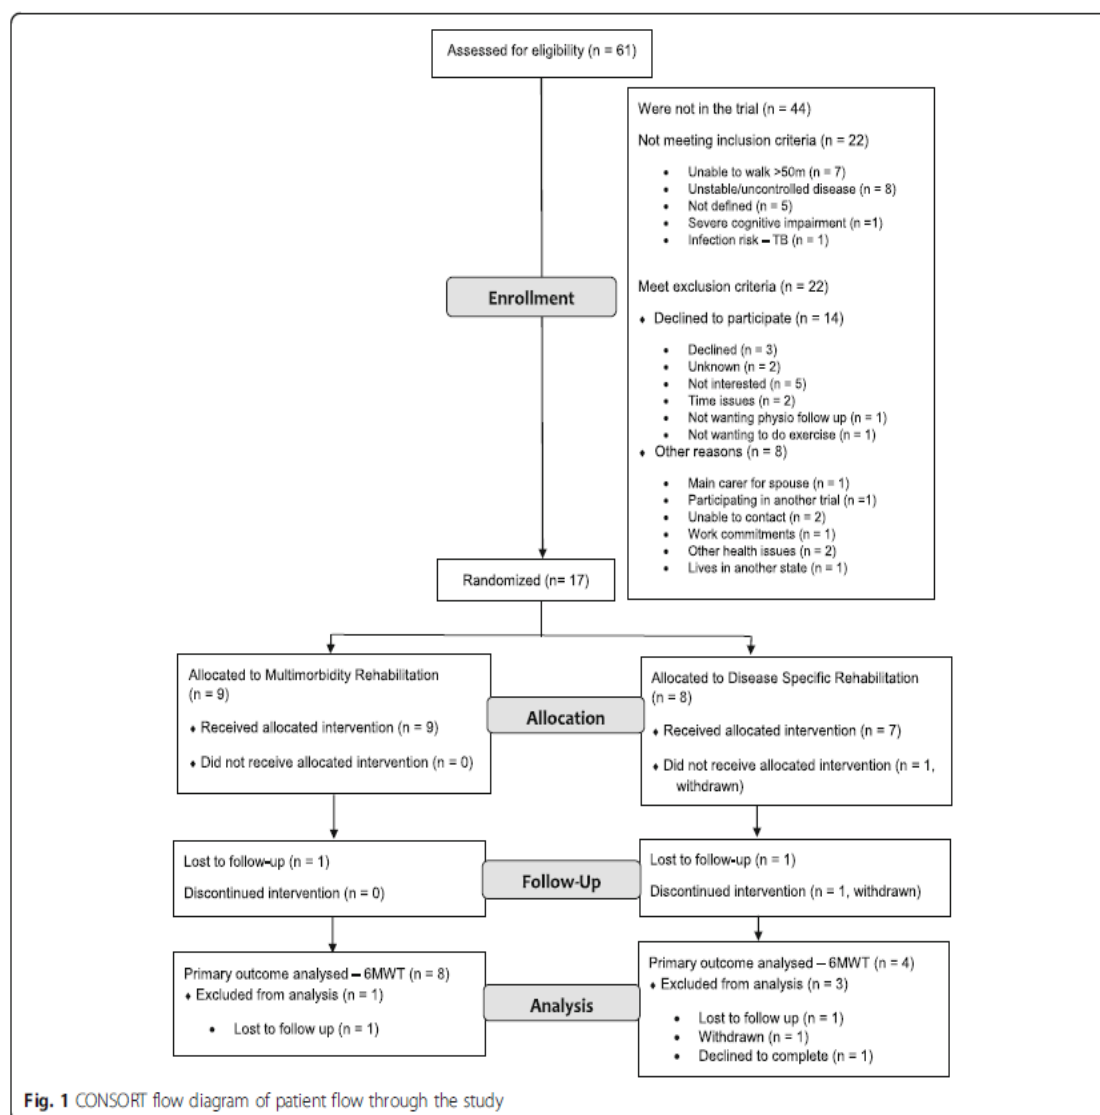 Assessed for eligibility (n = 61)
Were not in the trial (n = 44)
Not meeting inclusion criteria (n = 22)
• Unable to walk >50m (n = 7)
• Unstable/uncontrolled disease (n = 8)
• Not defined (n = 5)
• Severe cognitive impairment (n =1)
• Infection risk – TB (n = 1)
Enrollment
Meet exclusion criteria (n = 22)
♦ Declined to participate (n = 14)
• Declined (n = 3)
• Unknown (n = 2)
• Not interested (n = 5)
• Time issues (n = 2)
• Not wanting physio follow up (n = 1)
• Not wanting to do exercise (n = 1)
♦ Other reasons (n = 8)
• Main carer for spouse (n = 1)
• Participating in another trial (n =1)
• Unable to contact (n = 2)
• Work commitments (n = 1)
• Other health issues (n = 2)
• Lives in another state (n = 1)
Randomized (n= 17)
Allocated to Multimorbidity Rehabilitation
(n = 9)
♦ Received allocated intervention (n = 9)
♦ Did not receive allocated intervention (n = 0)
Allocation
Allocated to Disease Specific Rehabilitation
(n = 8)
♦ Received allocated intervention (n = 7)
♦ Did not receive allocated intervention (n = 1,
withdrawn)
Lost to follow-up (n = 1)
Discontinued intervention (n = 0)
Follow-Up
Lost to follow-up (n = 1)
Discontinued intervention (n = 1, withdrawn)
Primary outcome analysed – 6MWT (n = 8)
♦ Excluded from analysis (n = 1)
• Lost to follow up (n = 1)
Analysis
Primary outcome analysed – 6MWT (n = 4)
♦ Excluded from analysis (n = 3)
• Lost to follow up (n = 1)
• Withdrawn (n = 1)
• Declined to complete (n = 1)
Fig. 1 CONSORT flow diagram of patient flow through the study